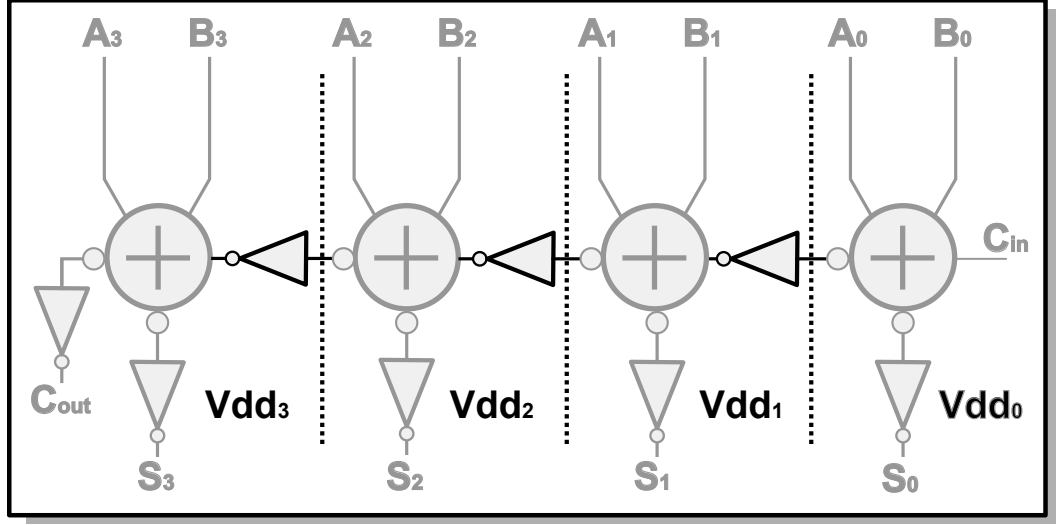 A₃ B₃ A₂ B₂ A₁ B₁ A₀ B₀
Cin
Cout Vdd₃ Vdd₂ Vdd₁ Vdd₀
S₃ S₂ S₁ S₀